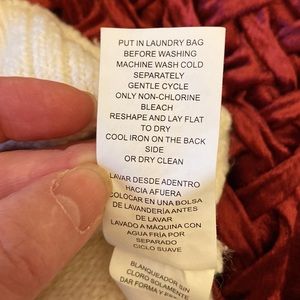 PUT IN LAUNDRY BAG
BEFORE WASHING
MACHINE WASH COLD
SEPARATELY
GENTLE CYCLE
ONLY NON-CHLORINE
BLEACH
RESHAPE AND LAY FLAT
TO DRY
COOL IRON ON THE BACK
SIDE
OR DRY CLEAN
LAVAR DESDE ADENTRO
HACIA AFUERA
COLOCAR EN UNA BOLSA
DE LAVANDERÍA ANTES
DE LAVAR
LAVADO A MÁQUINA CON
AGUA FRÍA POR
SEPARADO
CICLO SUAVE
BLANQUEADOR SIN
CLORO SOLAMENTE
DAR FORMA Y